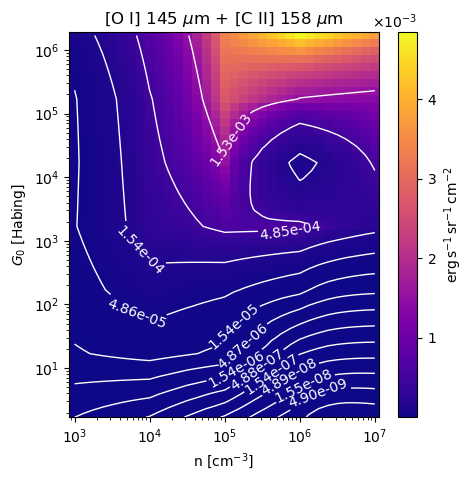 [O I] 145 μm + [C II] 158 μm
×10⁻³
10⁶
10⁵
10⁴
10³
10²
10¹
G₀ [Habing]
1.53e-03
4.85e-04
1.54e-04
4.86e-05
1.54e-05
4.87e-06
1.54e-06
4.88e-07
1.54e-07
4.89e-08
1.55e-08
4.90e-09
10³
10⁴
10⁵
10⁶
10⁷
n [cm⁻³]
4
3
2
1
erg s⁻¹ sr⁻¹ cm⁻²